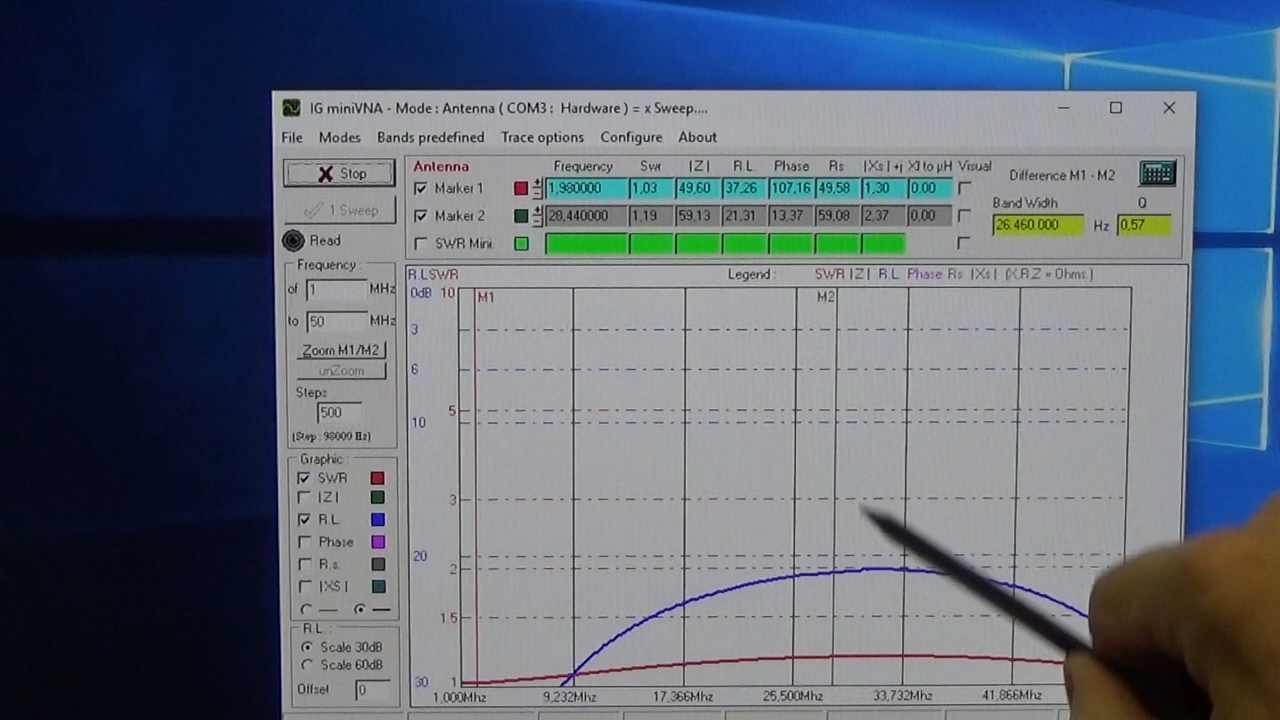 IG miniVNA - Mode : Antenna ( COM3 : Hardware ) = x Sweep....
File Modes Bands predefined Trace options Configure About
Stop
1 Sweep
Read
Frequency
of 1 MHz
to 50 MHz
Zoom M1/M2
unZoom
Steps
500
(Step : 98000 Hz)
Graphic :
SWR
|Z|
R.L.
Phase
R.s.
|XS|
R.L :
Scale 30dB
Scale 60dB
Offset 0
Antenna Frequency Swr |Z| R.L Phase Rs |Xs| +j Xl to µH Visual
Marker 1 1,980000 1,03 49,60 37,26 107,16 49,58 1,30 0,00
Marker 2 28,440000 1,19 59,13 21,31 13,37 59,08 2,37 0,00
SWR Mini
Difference M1 - M2
Band Width Q
26.460.000 Hz 0,57
R.L SWR Legend : SWR |Z| R.L Phase Rs |Xs| (X.R.Z = Ohms.)
0dB 10 M1 M2
3
6
5
10
3
20
2
1.5
30 1
1,000Mhz 9,232Mhz 17,366Mhz 25,500Mhz 33,732Mhz 41,866Mhz